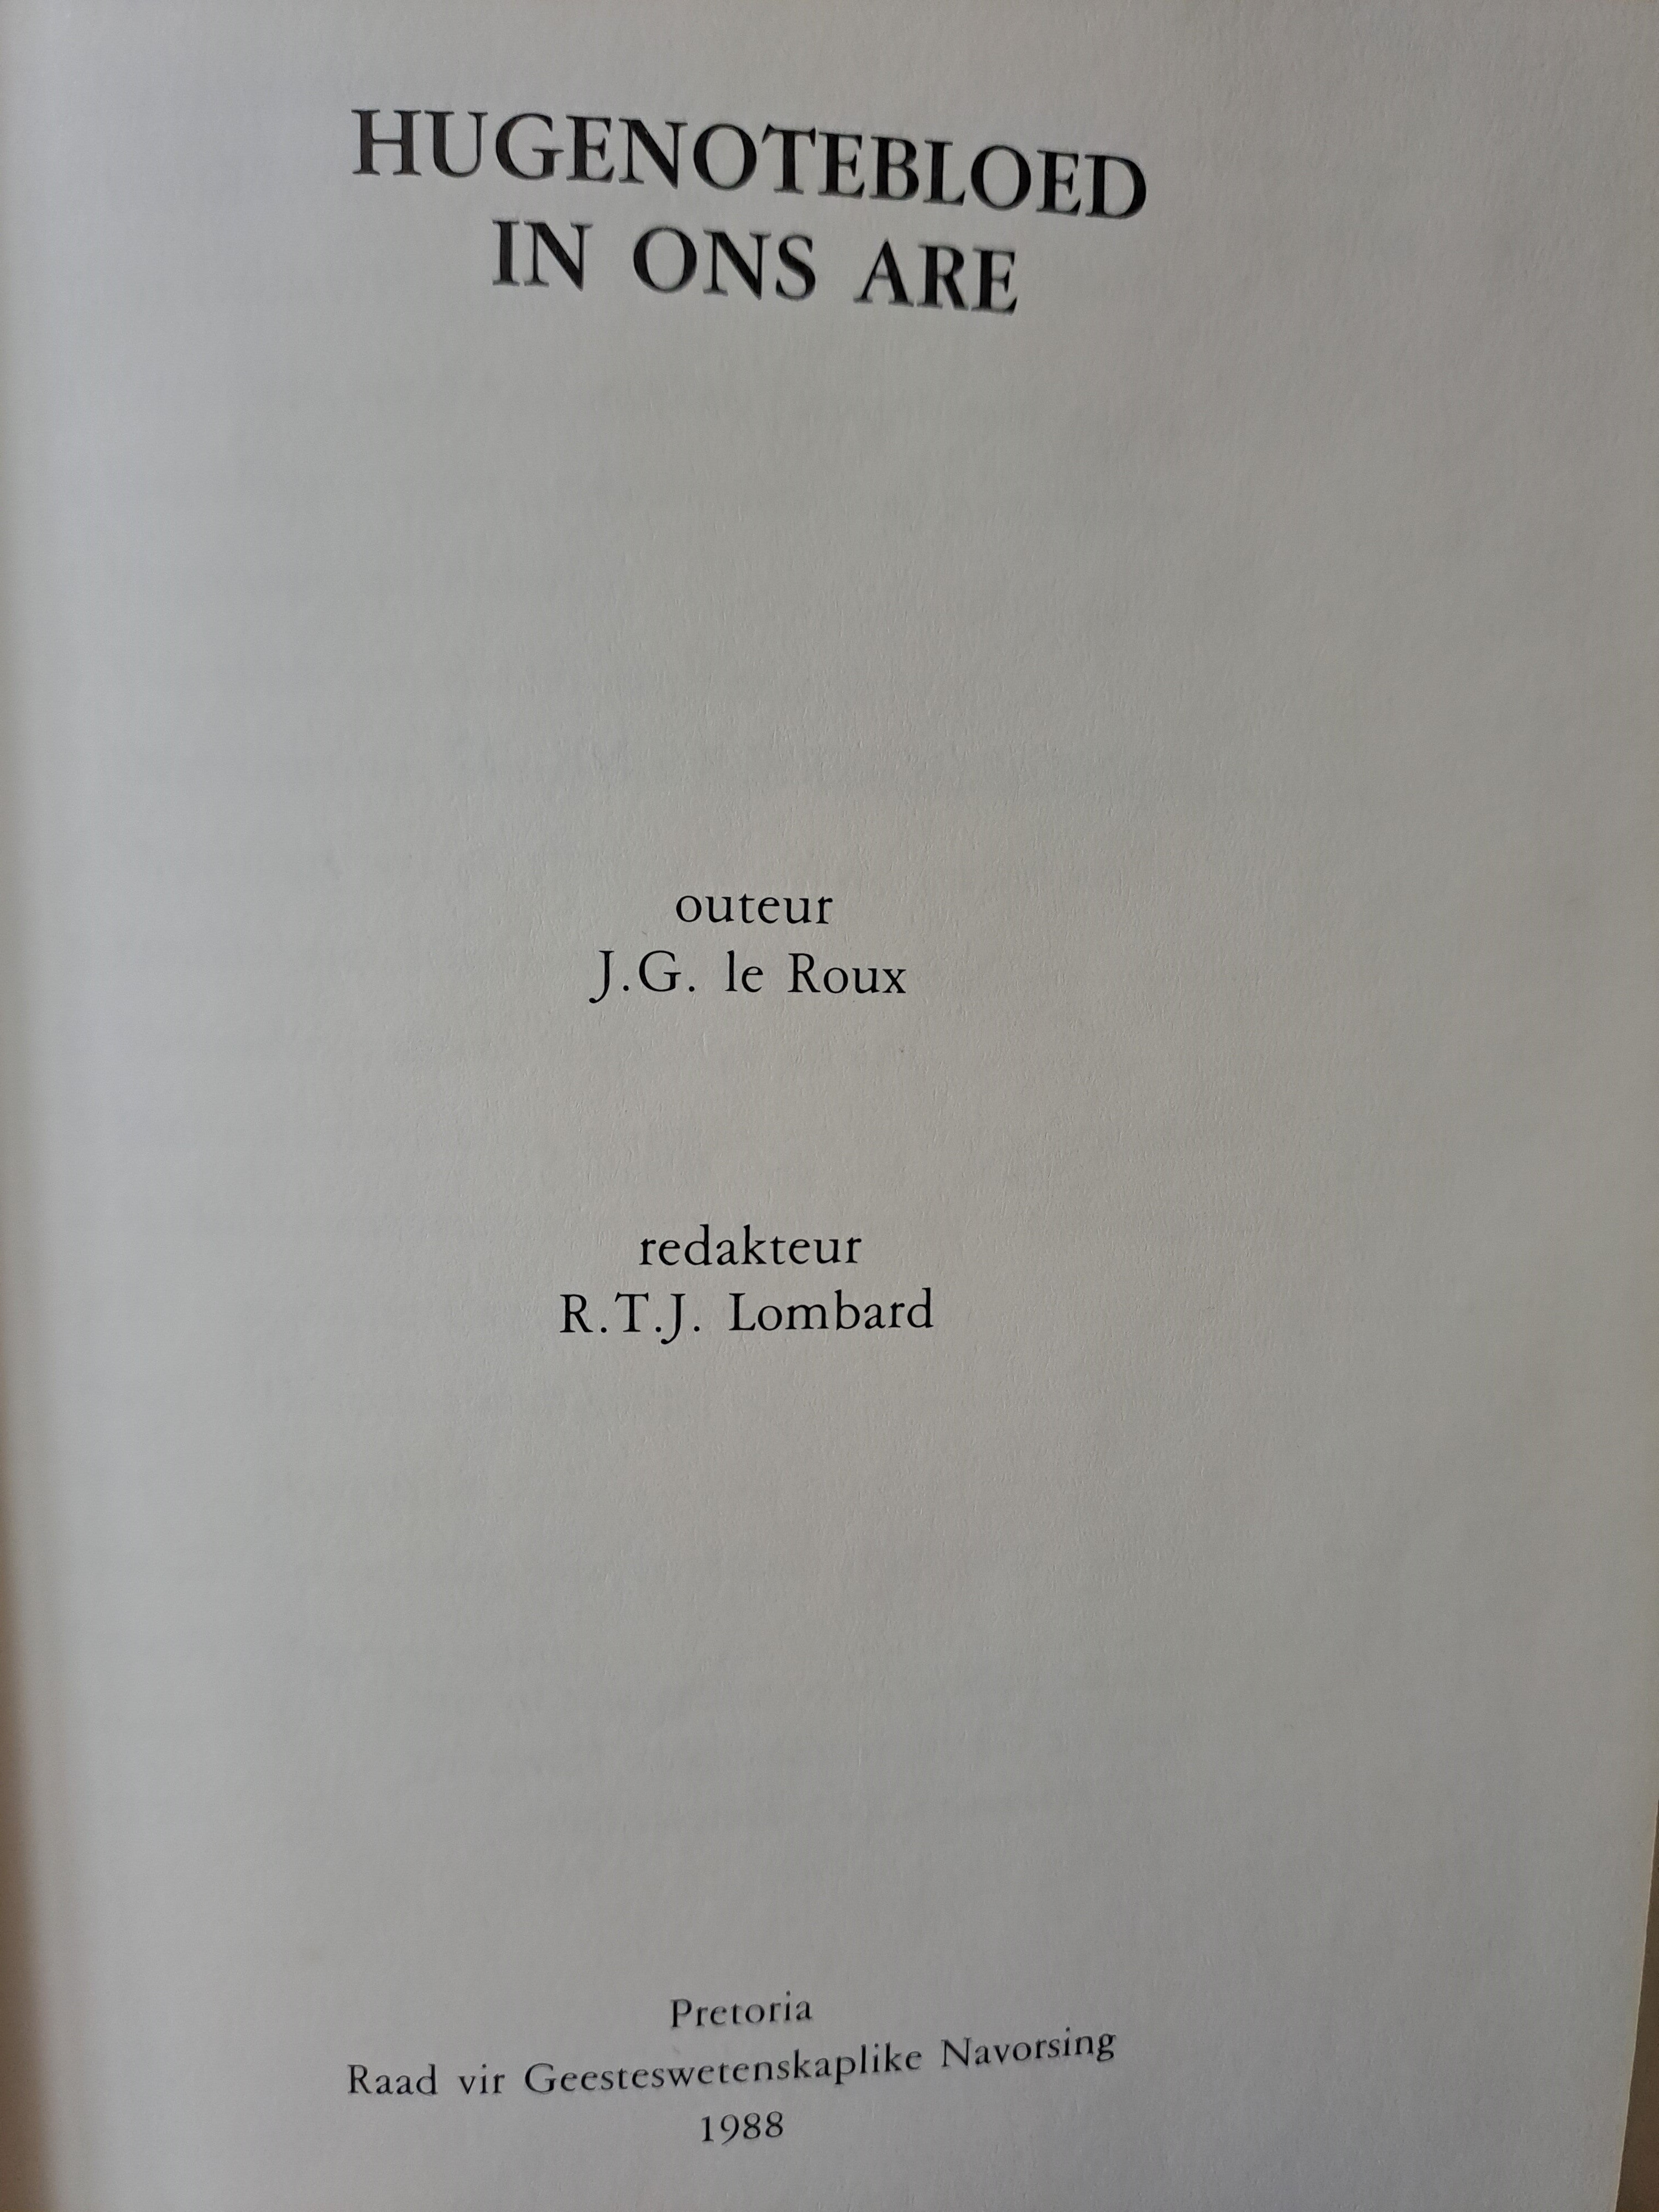 HUGENOTEBLOED
IN ONS ARE
outeur
J.G. le Roux
redakteur
R.T.J. Lombard
Pretoria
Raad vir Geesteswetenskaplike Navorsing
1988